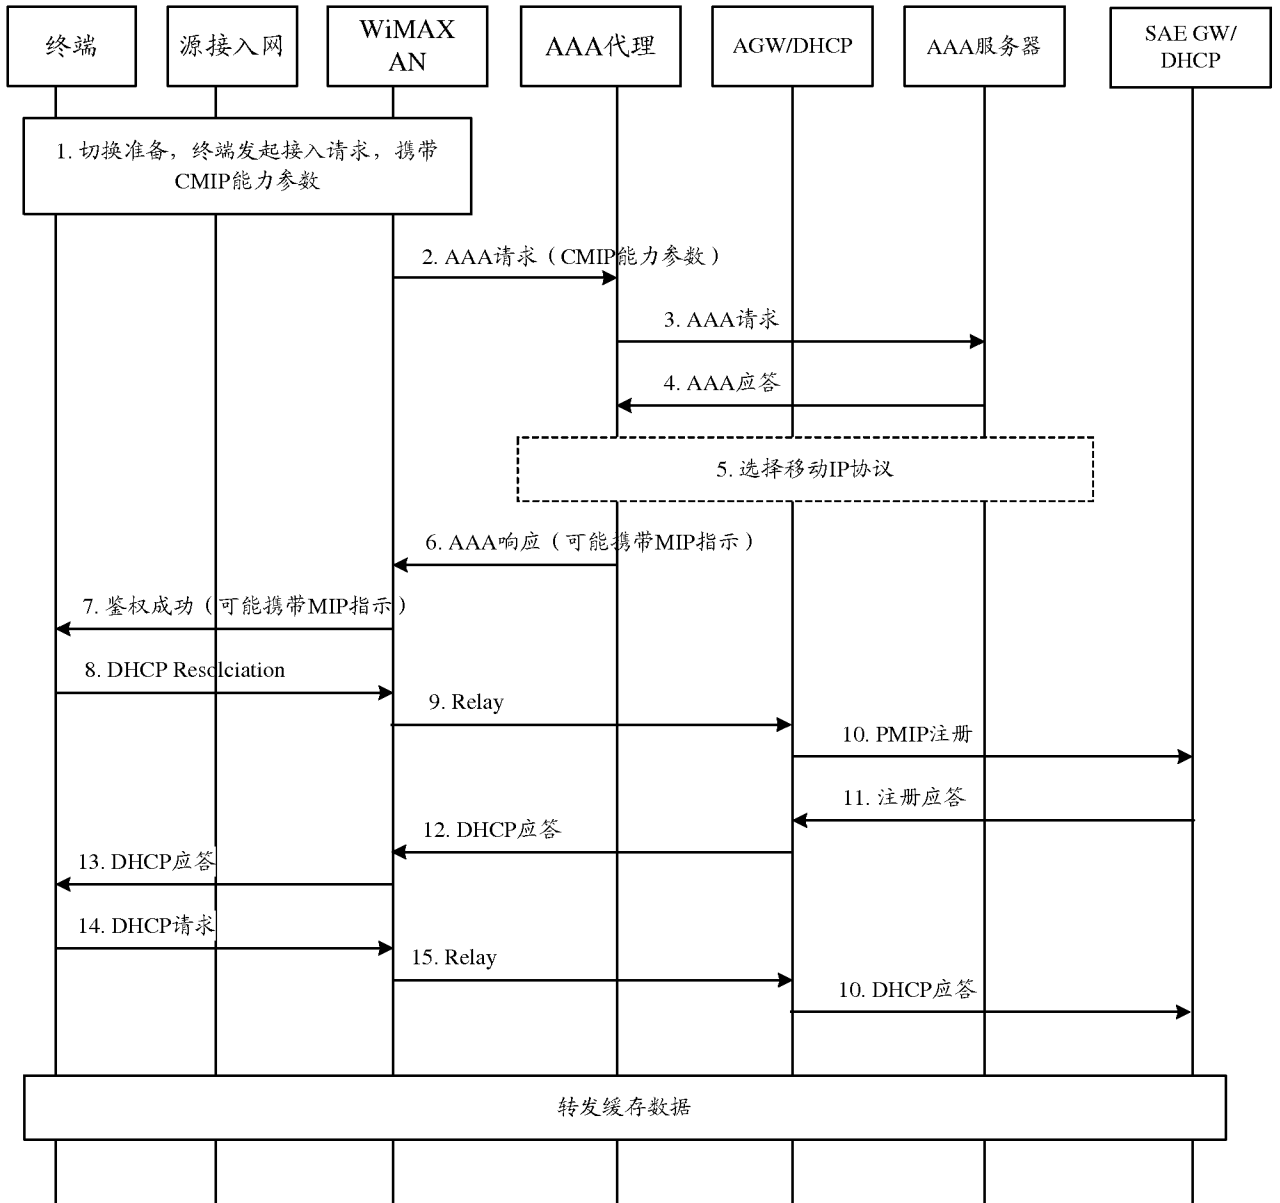 终端
源接入网
WiMAX
AN
AAA代理
AGW/DHCP
AAA服务器
SAE GW/
DHCP
1. 切换准备，终端发起接入请求，携带
CMIP能力参数
2. AAA请求（CMIP能力参数）
3. AAA请求
4. AAA应答
5. 选择移动IP协议
6. AAA响应（可能携带MIP指示）
7. 鉴权成功（可能携带MIP指示）
8. DHCP Resolciation
9. Relay
10. PMIP注册
11. 注册应答
12. DHCP应答
13. DHCP应答
14. DHCP请求
15. Relay
10. DHCP应答
转发缓存数据